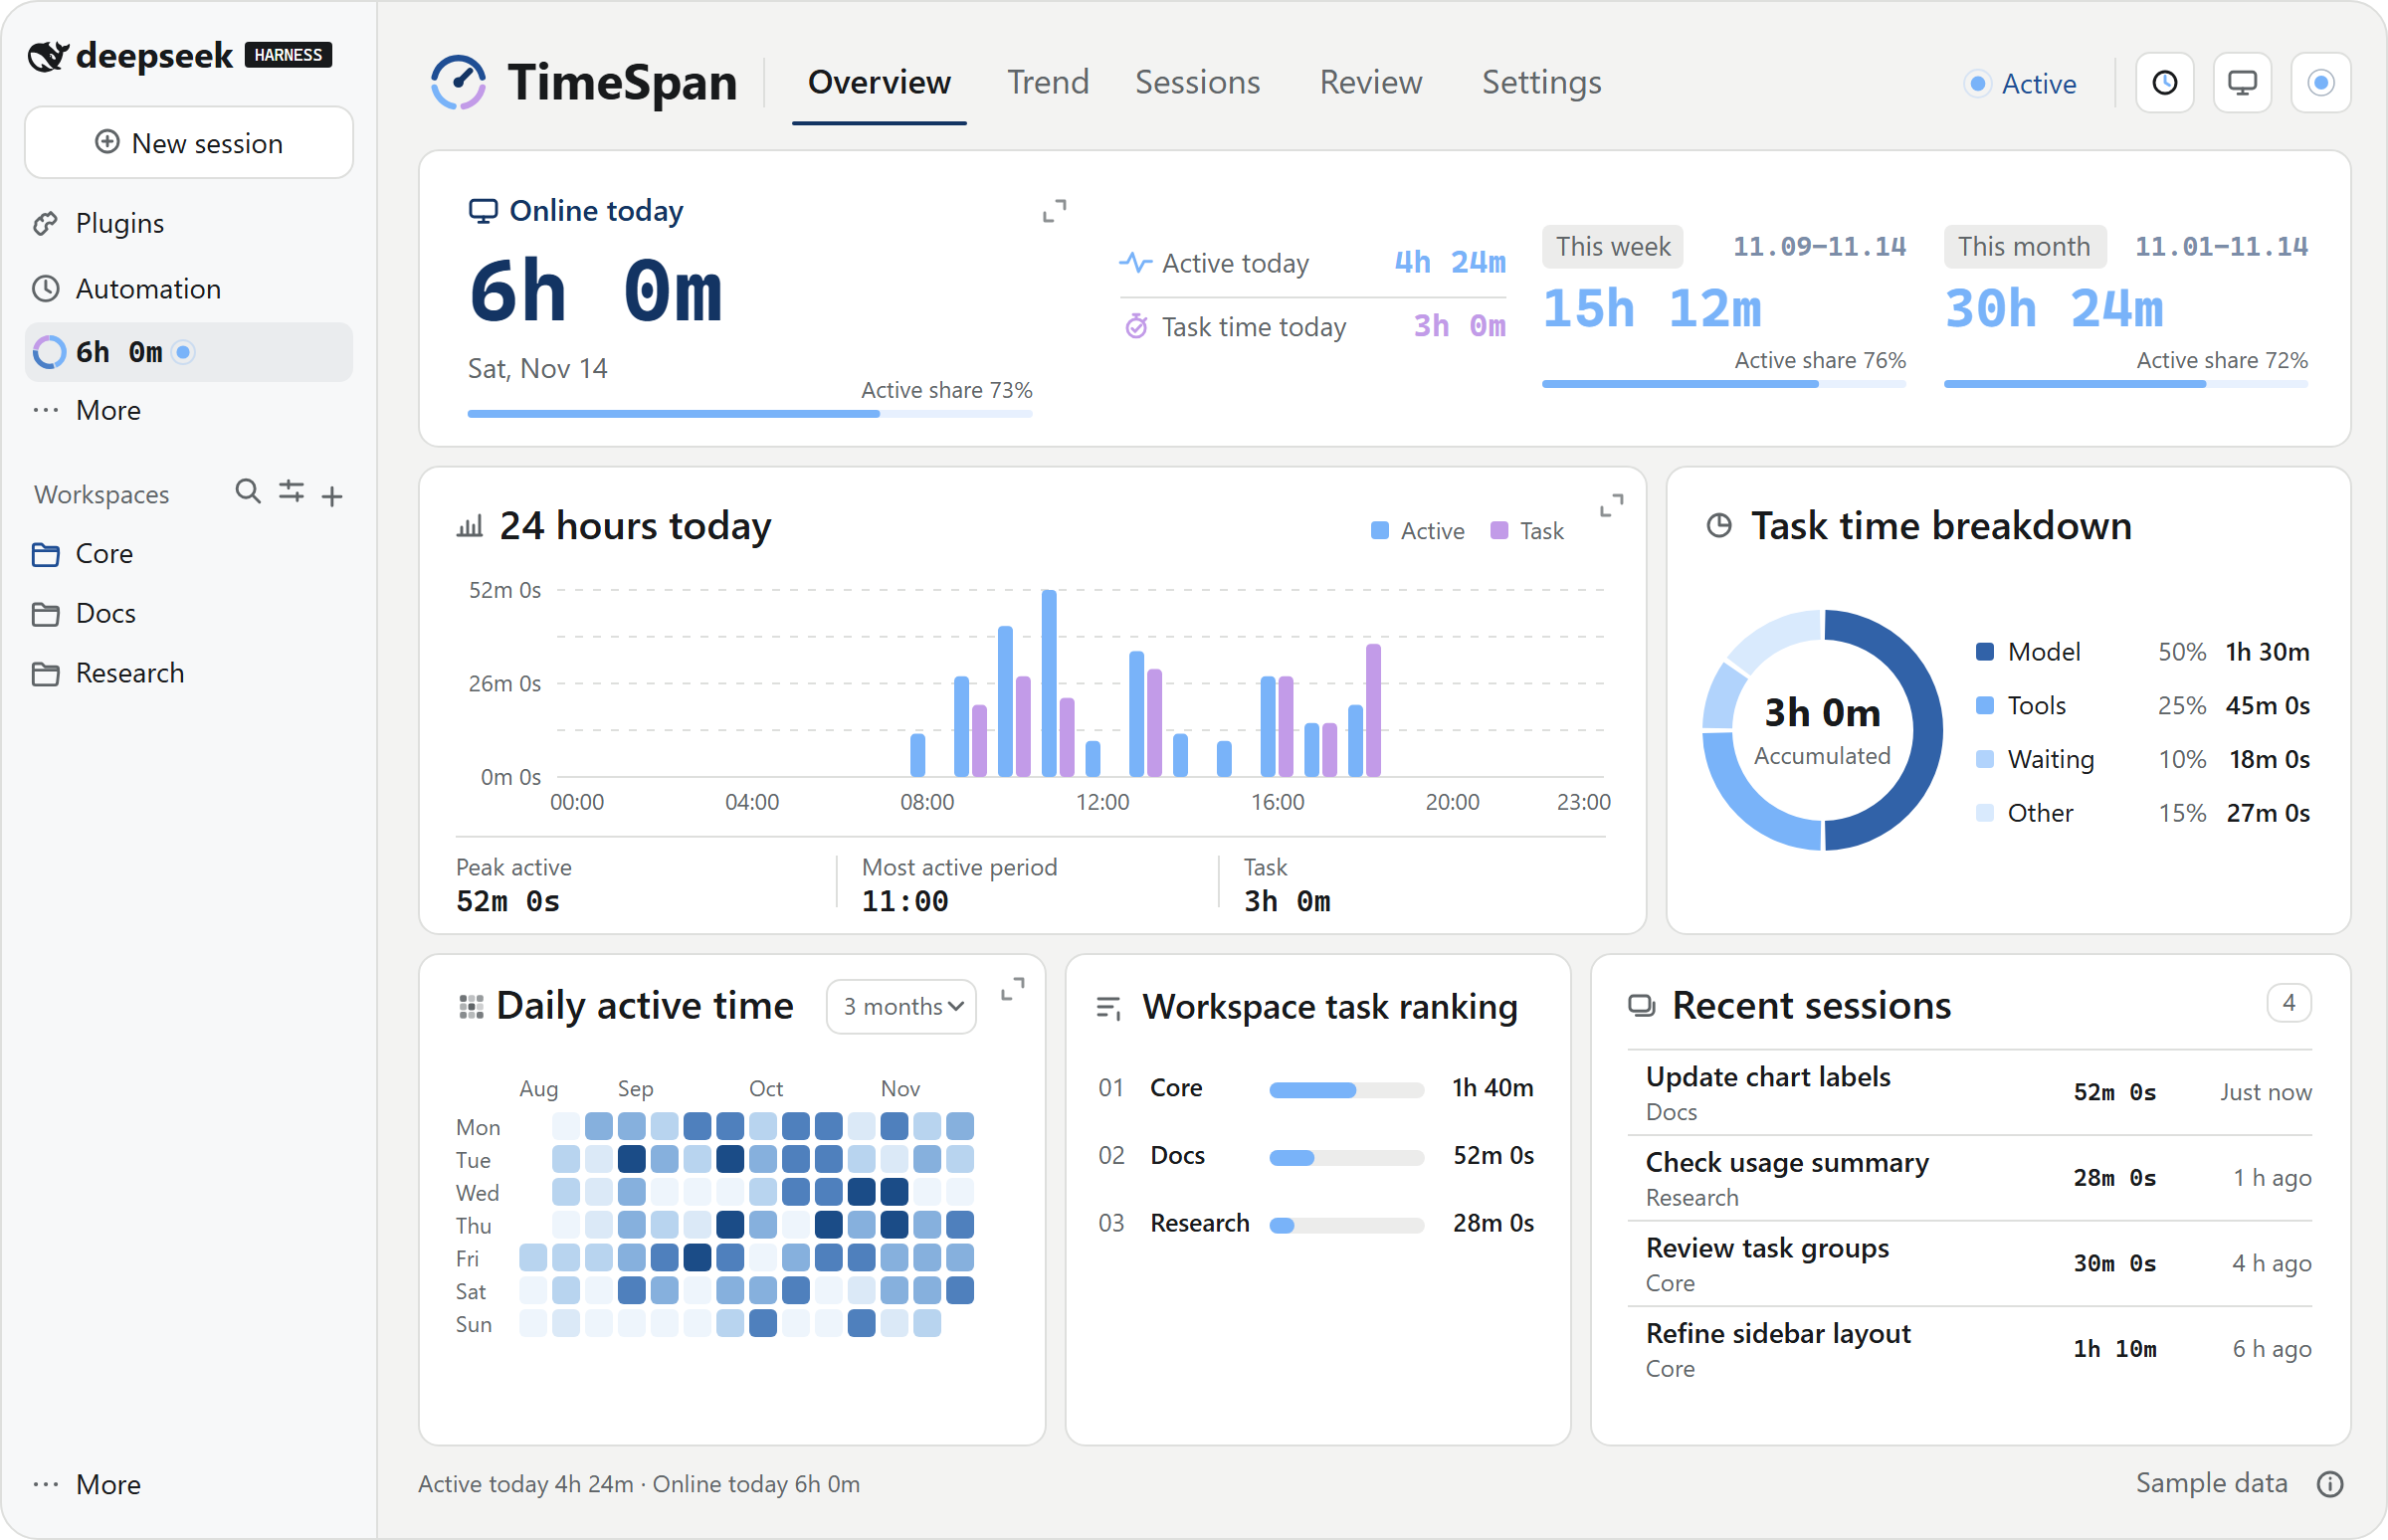 deepseek HARNESS
New session
Plugins
Automation
6h 0m
More
Workspaces
Core
Docs
Research
More
TimeSpan
Overview
Trend
Sessions
Review
Settings
Active
Online today
6h 0m
Sat, Nov 14
Active share 73%
Active today 4h 24m
Task time today 3h 0m
This week 11.09–11.14
15h 12m
Active share 76%
This month 11.01–11.14
30h 24m
Active share 72%
24 hours today
Active Task
52m 0s
26m 0s
0m 0s
00:00 04:00 08:00 12:00 16:00 20:00 23:00
Peak active
52m 0s
Most active period
11:00
Task
3h 0m
Task time breakdown
3h 0m
Accumulated
Model 50% 1h 30m
Tools 25% 45m 0s
Waiting 10% 18m 0s
Other 15% 27m 0s
Daily active time
3 months
Aug Sep Oct Nov
Mon
Tue
Wed
Thu
Fri
Sat
Sun
Workspace task ranking
01 Core 1h 40m
02 Docs 52m 0s
03 Research 28m 0s
Recent sessions
4
Update chart labels
Docs
52m 0s
Just now
Check usage summary
Research
28m 0s
1 h ago
Review task groups
Core
30m 0s
4 h ago
Refine sidebar layout
Core
1h 10m
6 h ago
Active today 4h 24m · Online today 6h 0m
Sample data